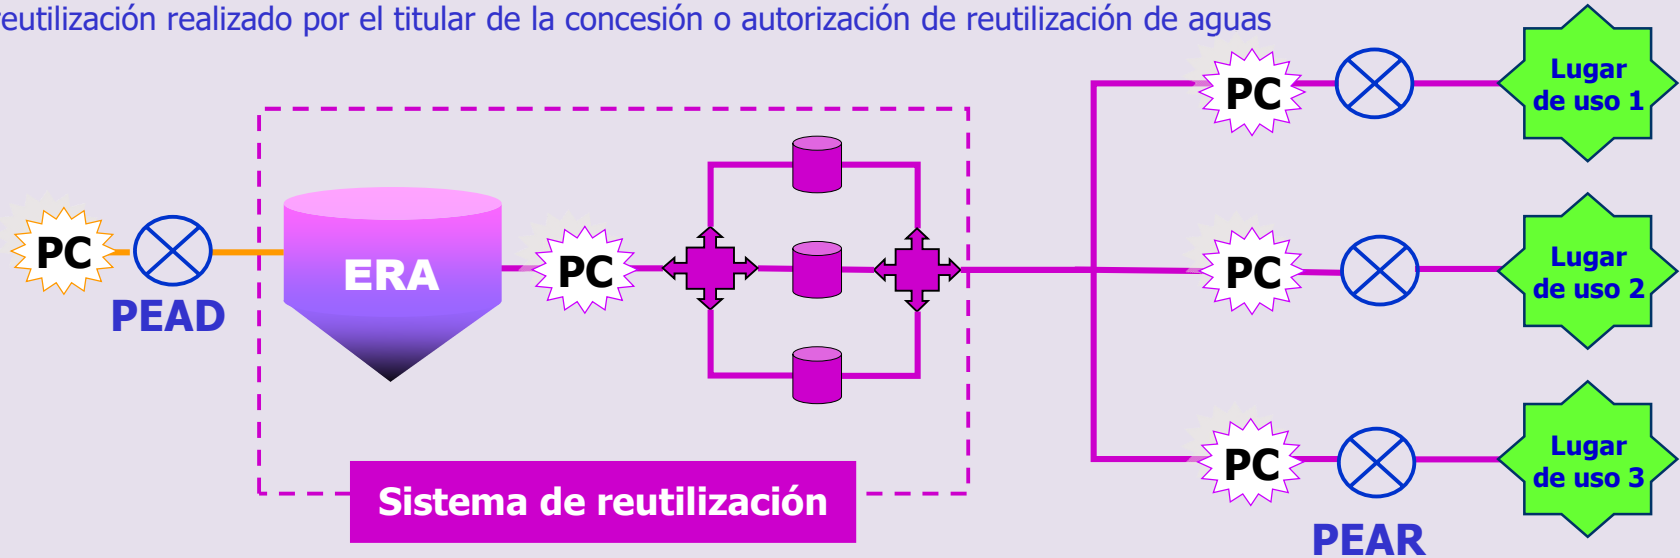 eutilización realizado por el titular de la concesión o autorización de reutilización de aguas
PC
PEAD
ERA
PC
Sistema de reutilización
PC
Lugar
de uso 1
PC
Lugar
de uso 2
PC
Lugar
de uso 3
PEAR